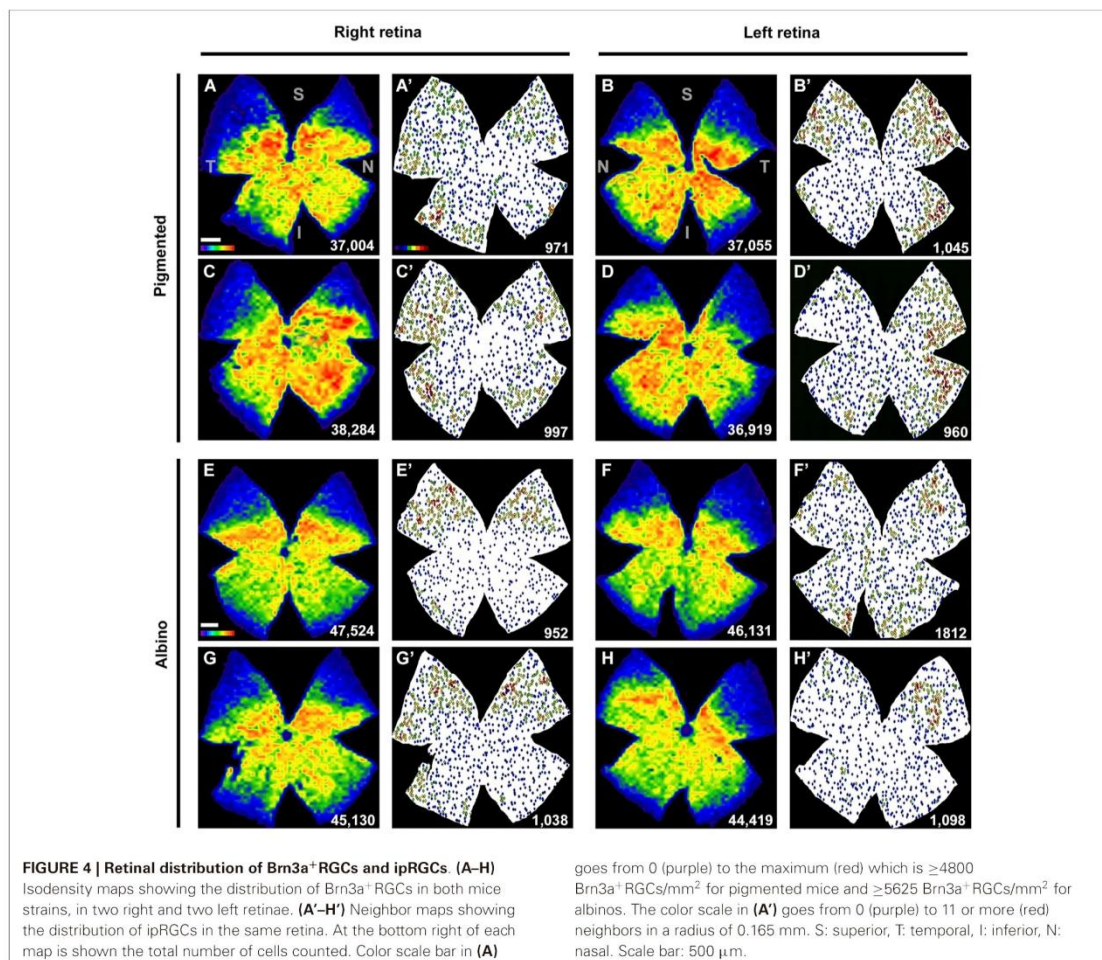 Right retina
Left retina
Pigmented
A
S
T
N
I
37,004
A'
971
B
S
N
T
I
37,055
B'
1,045
C
38,284
C'
997
D
36,919
D'
960
Albino
E
47,524
E'
952
F
46,131
F'
1812
G
45,130
G'
1,038
H
44,419
H'
1,098
FIGURE 4 | Retinal distribution of Brn3a⁺RGCs and ipRGCs. (A–H)
Isodensity maps showing the distribution of Brn3a⁺RGCs in both mice
strains, in two right and two left retinae. (A'–H') Neighbor maps showing
the distribution of ipRGCs in the same retina. At the bottom right of each
map is shown the total number of cells counted. Color scale bar in (A)
goes from 0 (purple) to the maximum (red) which is ≥4800
Brn3a⁺RGCs/mm² for pigmented mice and ≥5625 Brn3a⁺RGCs/mm² for
albinos. The color scale in (A') goes from 0 (purple) to 11 or more (red)
neighbors in a radius of 0.165 mm. S: superior, T: temporal, I: inferior, N:
nasal. Scale bar: 500 μm.